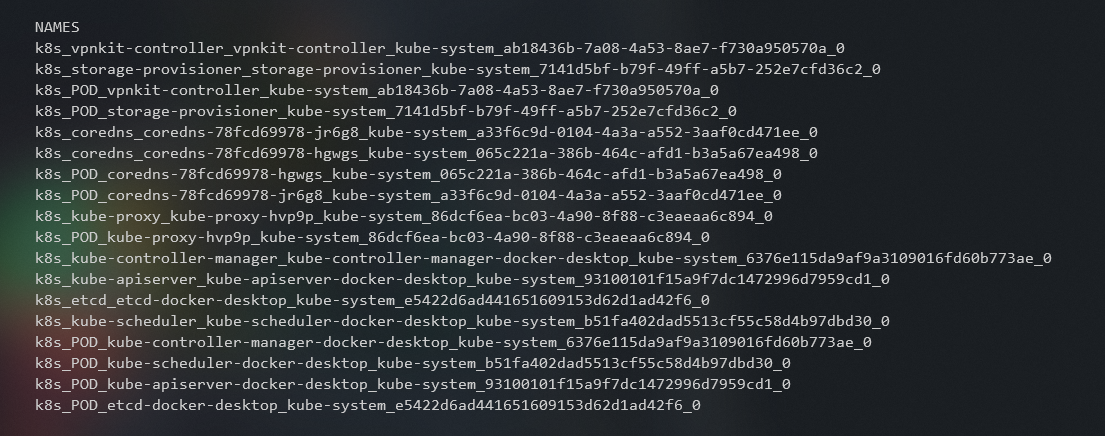 NAMES
k8s_vpnkit-controller_vpnkit-controller_kube-system_ab18436b-7a08-4a53-8ae7-f730a950570a_0
k8s_storage-provisioner_storage-provisioner_kube-system_7141d5bf-b79f-49ff-a5b7-252e7cfd36c2_0
k8s_POD_vpnkit-controller_kube-system_ab18436b-7a08-4a53-8ae7-f730a950570a_0
k8s_POD_storage-provisioner_kube-system_7141d5bf-b79f-49ff-a5b7-252e7cfd36c2_0
k8s_coredns_coredns-78fcd69978-jr6g8_kube-system_a33f6c9d-0104-4a3a-a552-3aaf0cd471ee_0
k8s_coredns_coredns-78fcd69978-hgwgs_kube-system_065c221a-386b-464c-afd1-b3a5a67ea498_0
k8s_POD_coredns-78fcd69978-hgwgs_kube-system_065c221a-386b-464c-afd1-b3a5a67ea498_0
k8s_POD_coredns-78fcd69978-jr6g8_kube-system_a33f6c9d-0104-4a3a-a552-3aaf0cd471ee_0
k8s_kube-proxy_kube-proxy-hvp9p_kube-system_86dcf6ea-bc03-4a90-8f88-c3eaeaa6c894_0
k8s_POD_kube-proxy-hvp9p_kube-system_86dcf6ea-bc03-4a90-8f88-c3eaeaa6c894_0
k8s_kube-controller-manager_kube-controller-manager-docker-desktop_kube-system_6376e115da9af9a3109016fd60b773ae_0
k8s_kube-apiserver_kube-apiserver-docker-desktop_kube-system_93100101f15a9f7dc1472996d7959cd1_0
k8s_etcd_etcd-docker-desktop_kube-system_e5422d6ad441651609153d62d1ad42f6_0
k8s_kube-scheduler_kube-scheduler-docker-desktop_kube-system_b51fa402dad5513cf55c58d4b97dbd30_0
k8s_POD_kube-controller-manager-docker-desktop_kube-system_6376e115da9af9a3109016fd60b773ae_0
k8s_POD_kube-scheduler-docker-desktop_kube-system_b51fa402dad5513cf55c58d4b97dbd30_0
k8s_POD_kube-apiserver-docker-desktop_kube-system_93100101f15a9f7dc1472996d7959cd1_0
k8s_POD_etcd-docker-desktop_kube-system_e5422d6ad441651609153d62d1ad42f6_0